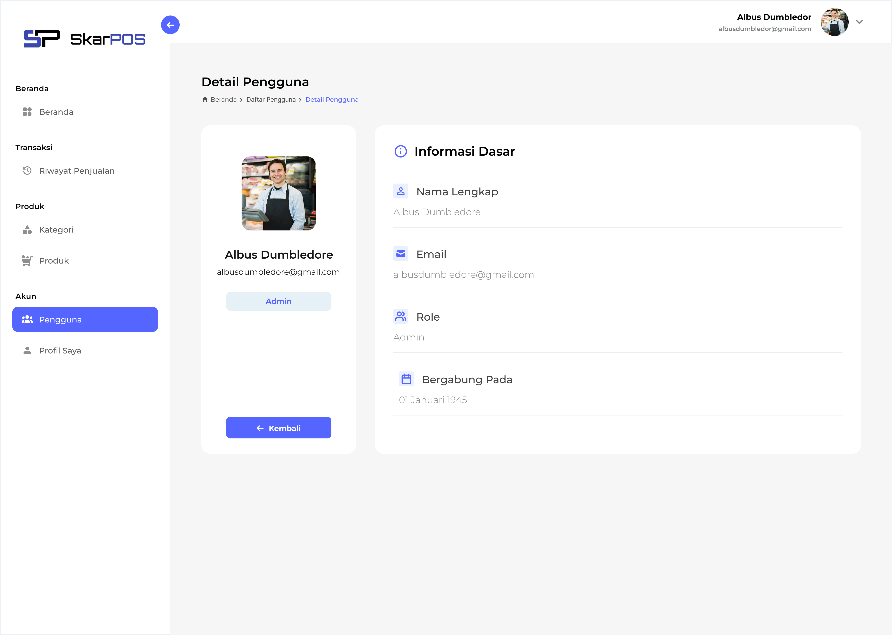 SP SkarPOS
Albus Dumbledor
albusdumbledor@gmail.com
Beranda
Beranda
Transaksi
Riwayat Penjualan
Produk
Kategori
Produk
Akun
Pengguna
Profil Saya
Detail Pengguna
Beranda > Daftar Pengguna > Detail Pengguna
Albus Dumbledore
albusdumbledore@gmail.com
Admin
Kembali
Informasi Dasar
Nama Lengkap
Albus Dumbledore
Email
albusdumbledore@gmail.com
Role
Admin
Bergabung Pada
01 Januari 1945